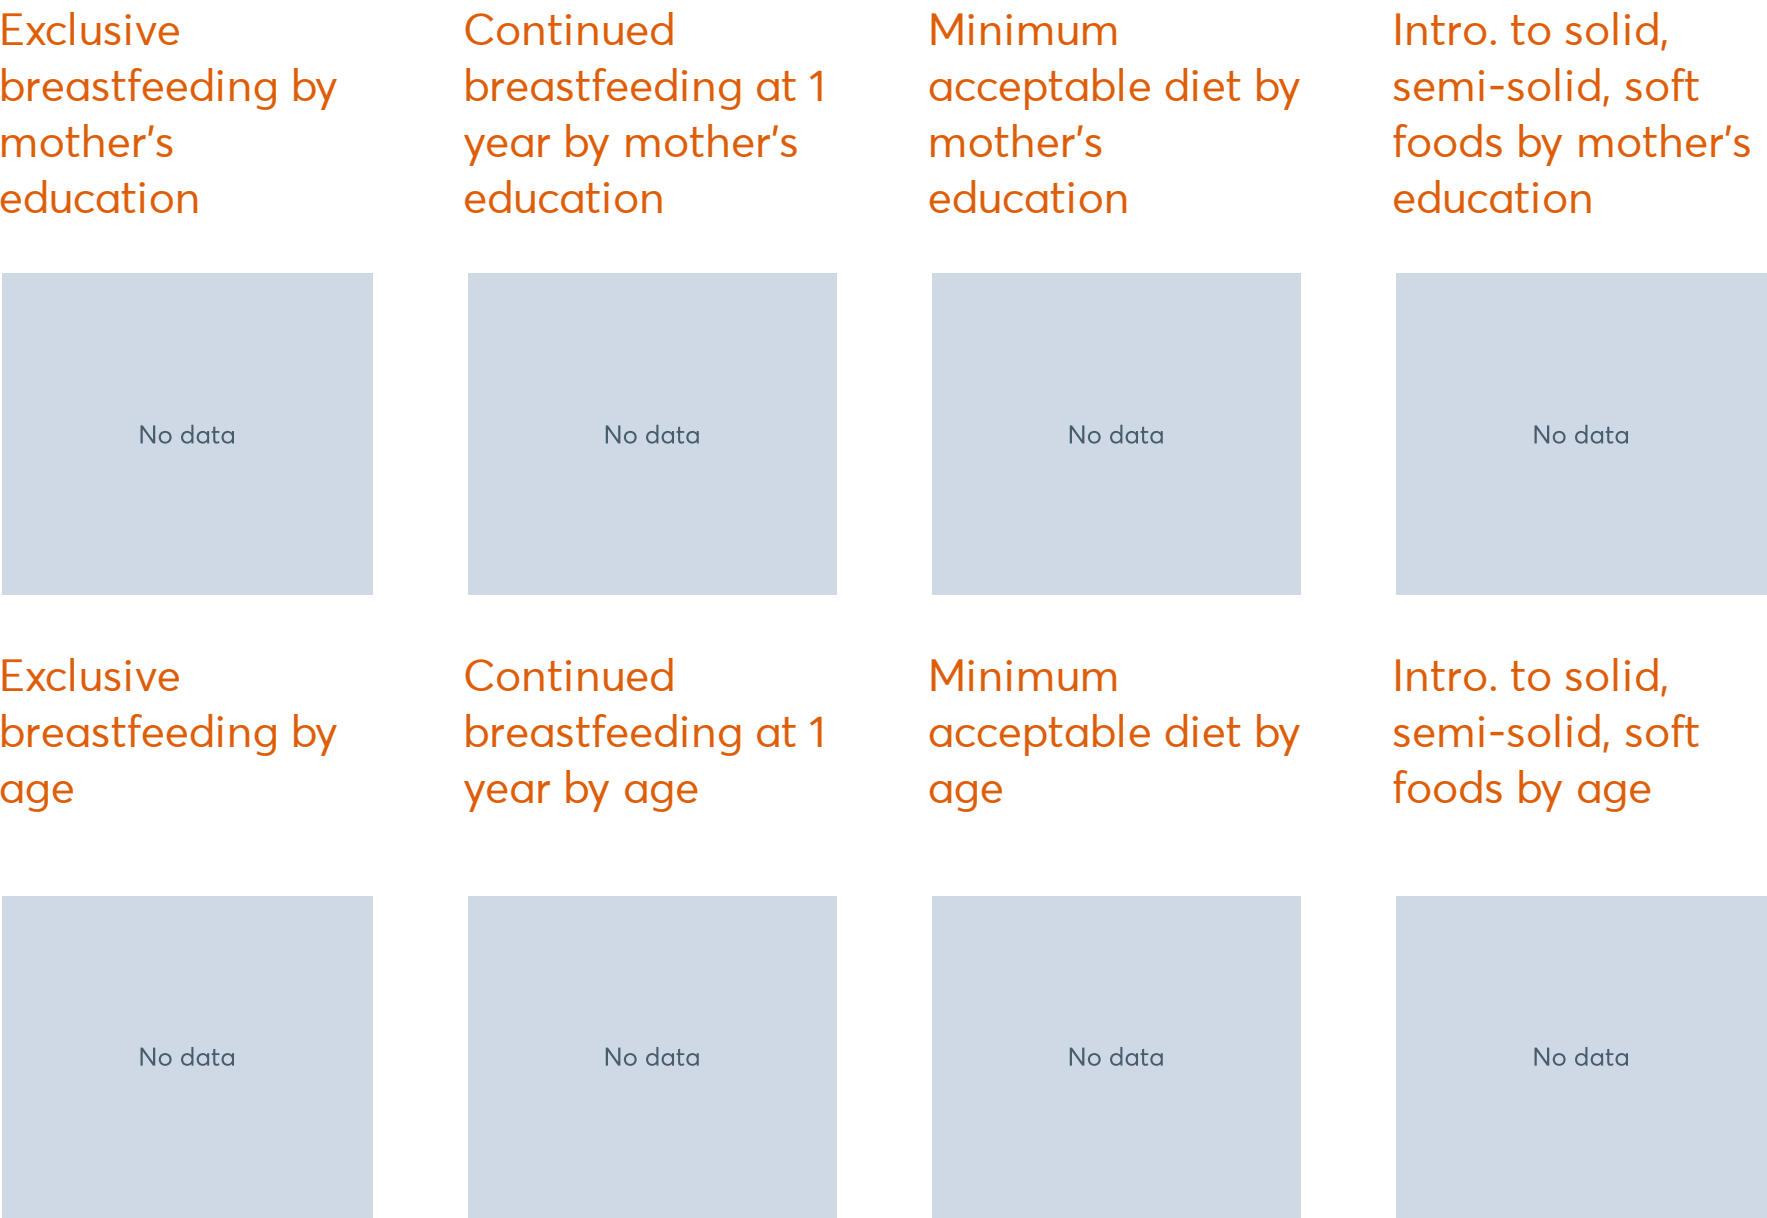 Exclusive
breastfeeding by
mother’s
education
Continued
breastfeeding at 1
year by mother’s
education
Minimum
acceptable diet by
mother’s
education
Intro. to solid,
semi-solid, soft
foods by mother’s
education
No data
No data
No data
No data
Exclusive
breastfeeding by
age
Continued
breastfeeding at 1
year by age
Minimum
acceptable diet by
age
Intro. to solid,
semi-solid, soft
foods by age
No data
No data
No data
No data